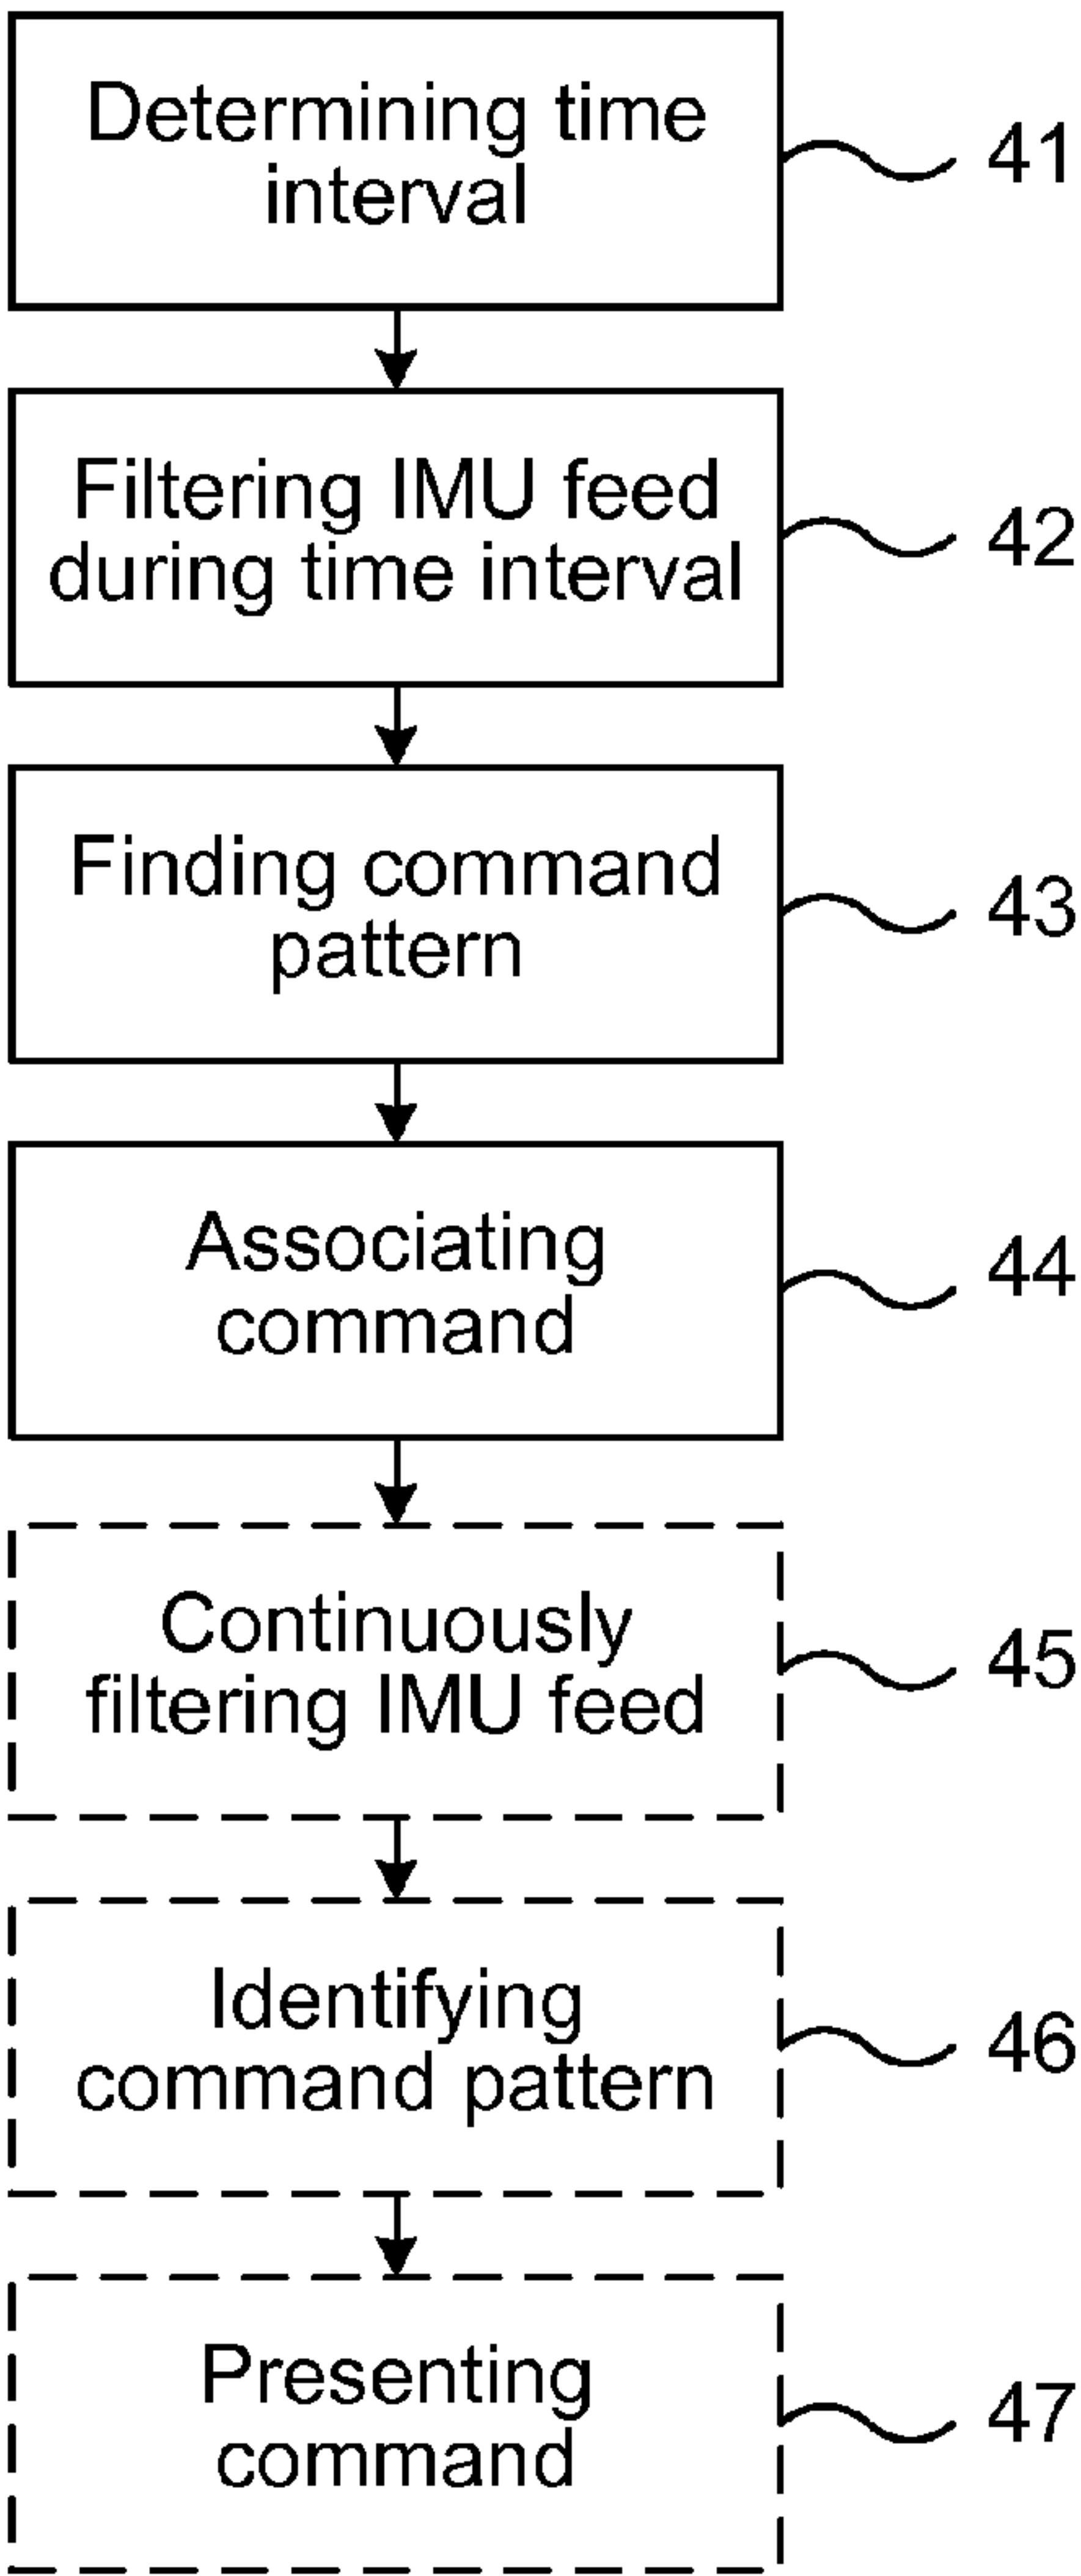 Determining time
interval
41
Filtering IMU feed
during time interval
42
Finding command
pattern
43
Associating
command
44
Continuously
filtering IMU feed
45
Identifying
command pattern
46
Presenting
command
47